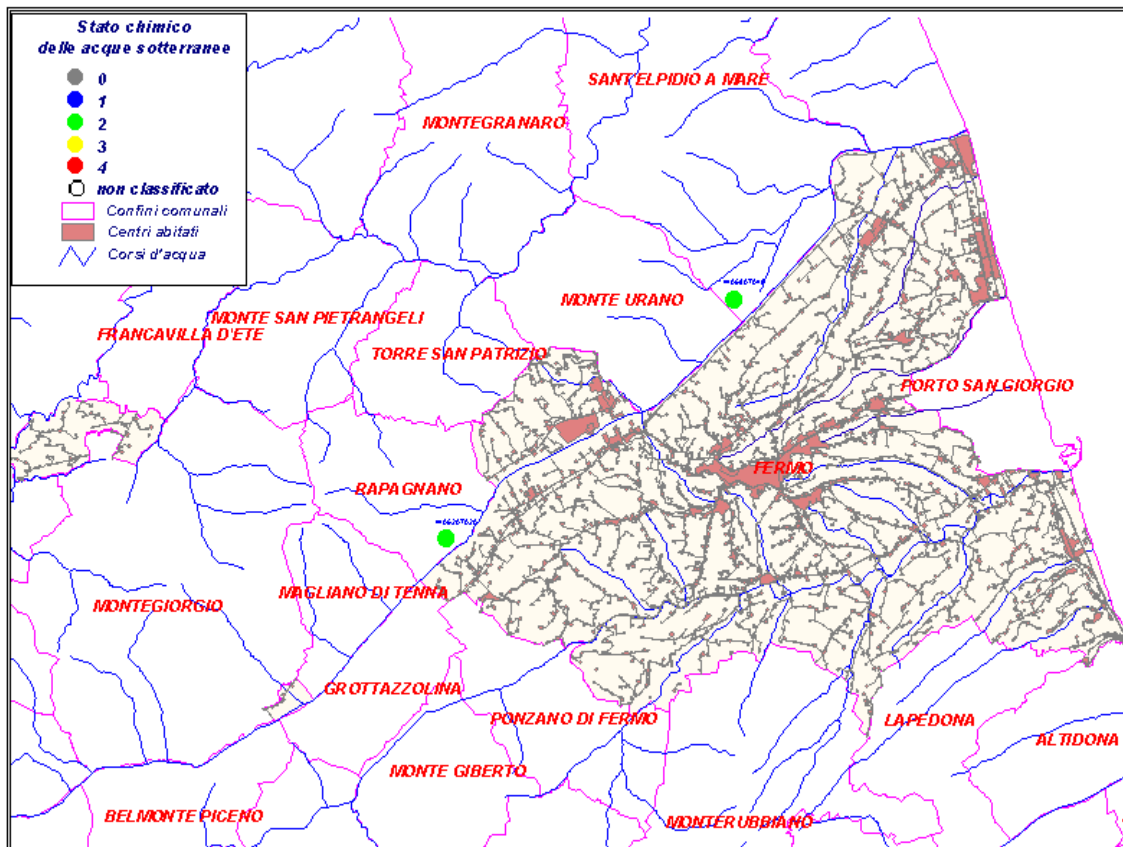 Stato chimico
delle acque sotterranee
0
1
2
3
4
non classificato
Confini comunali
Centri abitati
Corsi d'acqua
SANT'ELPIDIO A MARE
MONTEGRANARO
MONTE URANO
MONTE SAN PIETRANGELI
FRANCAVILLA D'ETE
TORRE SAN PATRIZIO
PORTO SAN GIORGIO
FERMO
RAPAGNANO
MAGLIANO DI TENNA
MONTEGIORGIO
GROTTAZZOLINA
PONZANO DI FERMO
LAPEDONA
ALTIDONA
MONTE GIBERTO
BELMONTE PICENO
MONTERUBBIANO